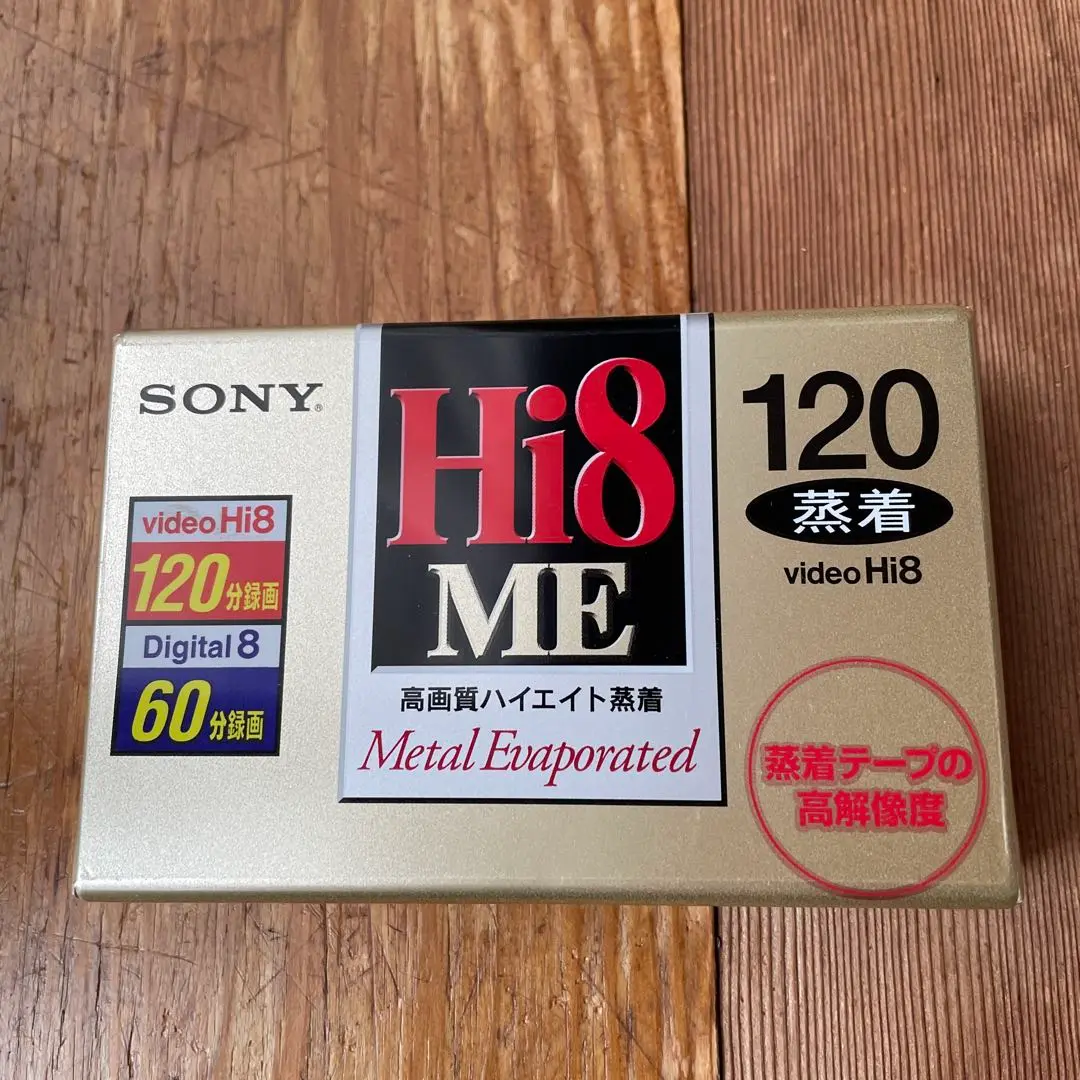 SONY®
video Hi8
120分録画
Digital 8
60分録画
Hi8
ME
高画質ハイエイト蒸着
Metal Evaporated
120
蒸着
video Hi8
蒸着テープの
高解像度